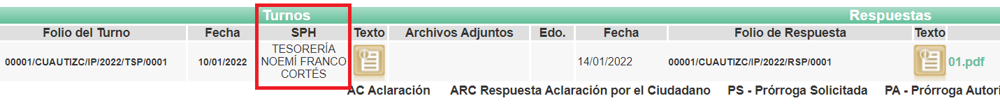 Turnos Respuestas
Folio del Turno Fecha SPH Texto Archivos Adjuntos Edo. Fecha Folio de Respuesta Texto
TESORERÍA
00001/CUAUTIZC/IP/2022/TSP/0001 10/01/2022 NOEMÍ FRANCO 14/01/2022 00001/CUAUTIZC/IP/2022/RSP/0001 01.pdf
CORTÉS
AC Aclaración ARC Respuesta Aclaración por el Ciudadano PS - Prórroga Solicitada PA - Prórroga Autori